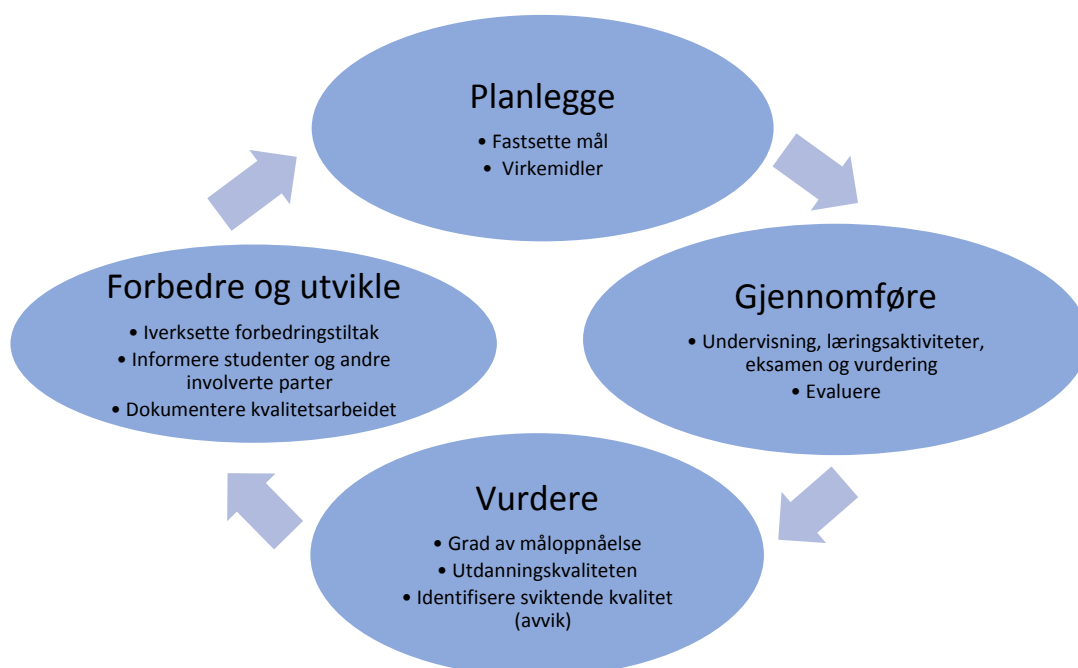 Planlegge
• Fastsette mål
• Virkemidler
Gjennomføre
• Undervisning, læringsaktiviteter,
eksamen og vurdering
• Evaluere
Vurdere
• Grad av måloppnåelse
• Utdanningskvaliteten
• Identifisere sviktende kvalitet
(avvik)
Forbedre og utvikle
• Iverksette forbedringstiltak
• Informere studenter og andre
involverte parter
• Dokumentere kvalitetsarbeidet